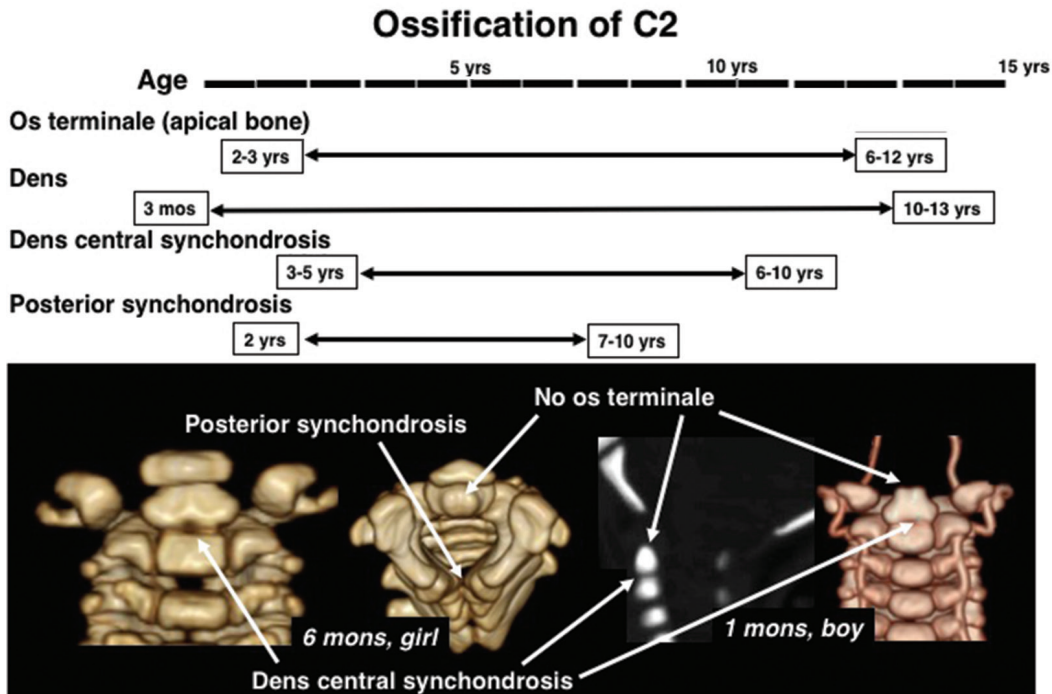 Ossification of C2
Age 5 yrs 10 yrs 15 yrs
Os terminale (apical bone)
2-3 yrs 6-12 yrs
Dens
3 mos 10-13 yrs
Dens central synchondrosis
3-5 yrs 6-10 yrs
Posterior synchondrosis
2 yrs 7-10 yrs
No os terminale
Posterior synchondrosis
6 mons, girl
1 mons, boy
Dens central synchondrosis